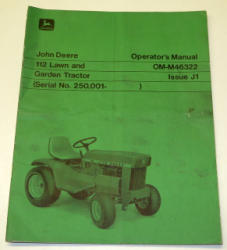 John Deere
112 Lawn and
Garden Tractor
(Serial No. 250,001- )
Operator's Manual
OM-M46322
Issue J1